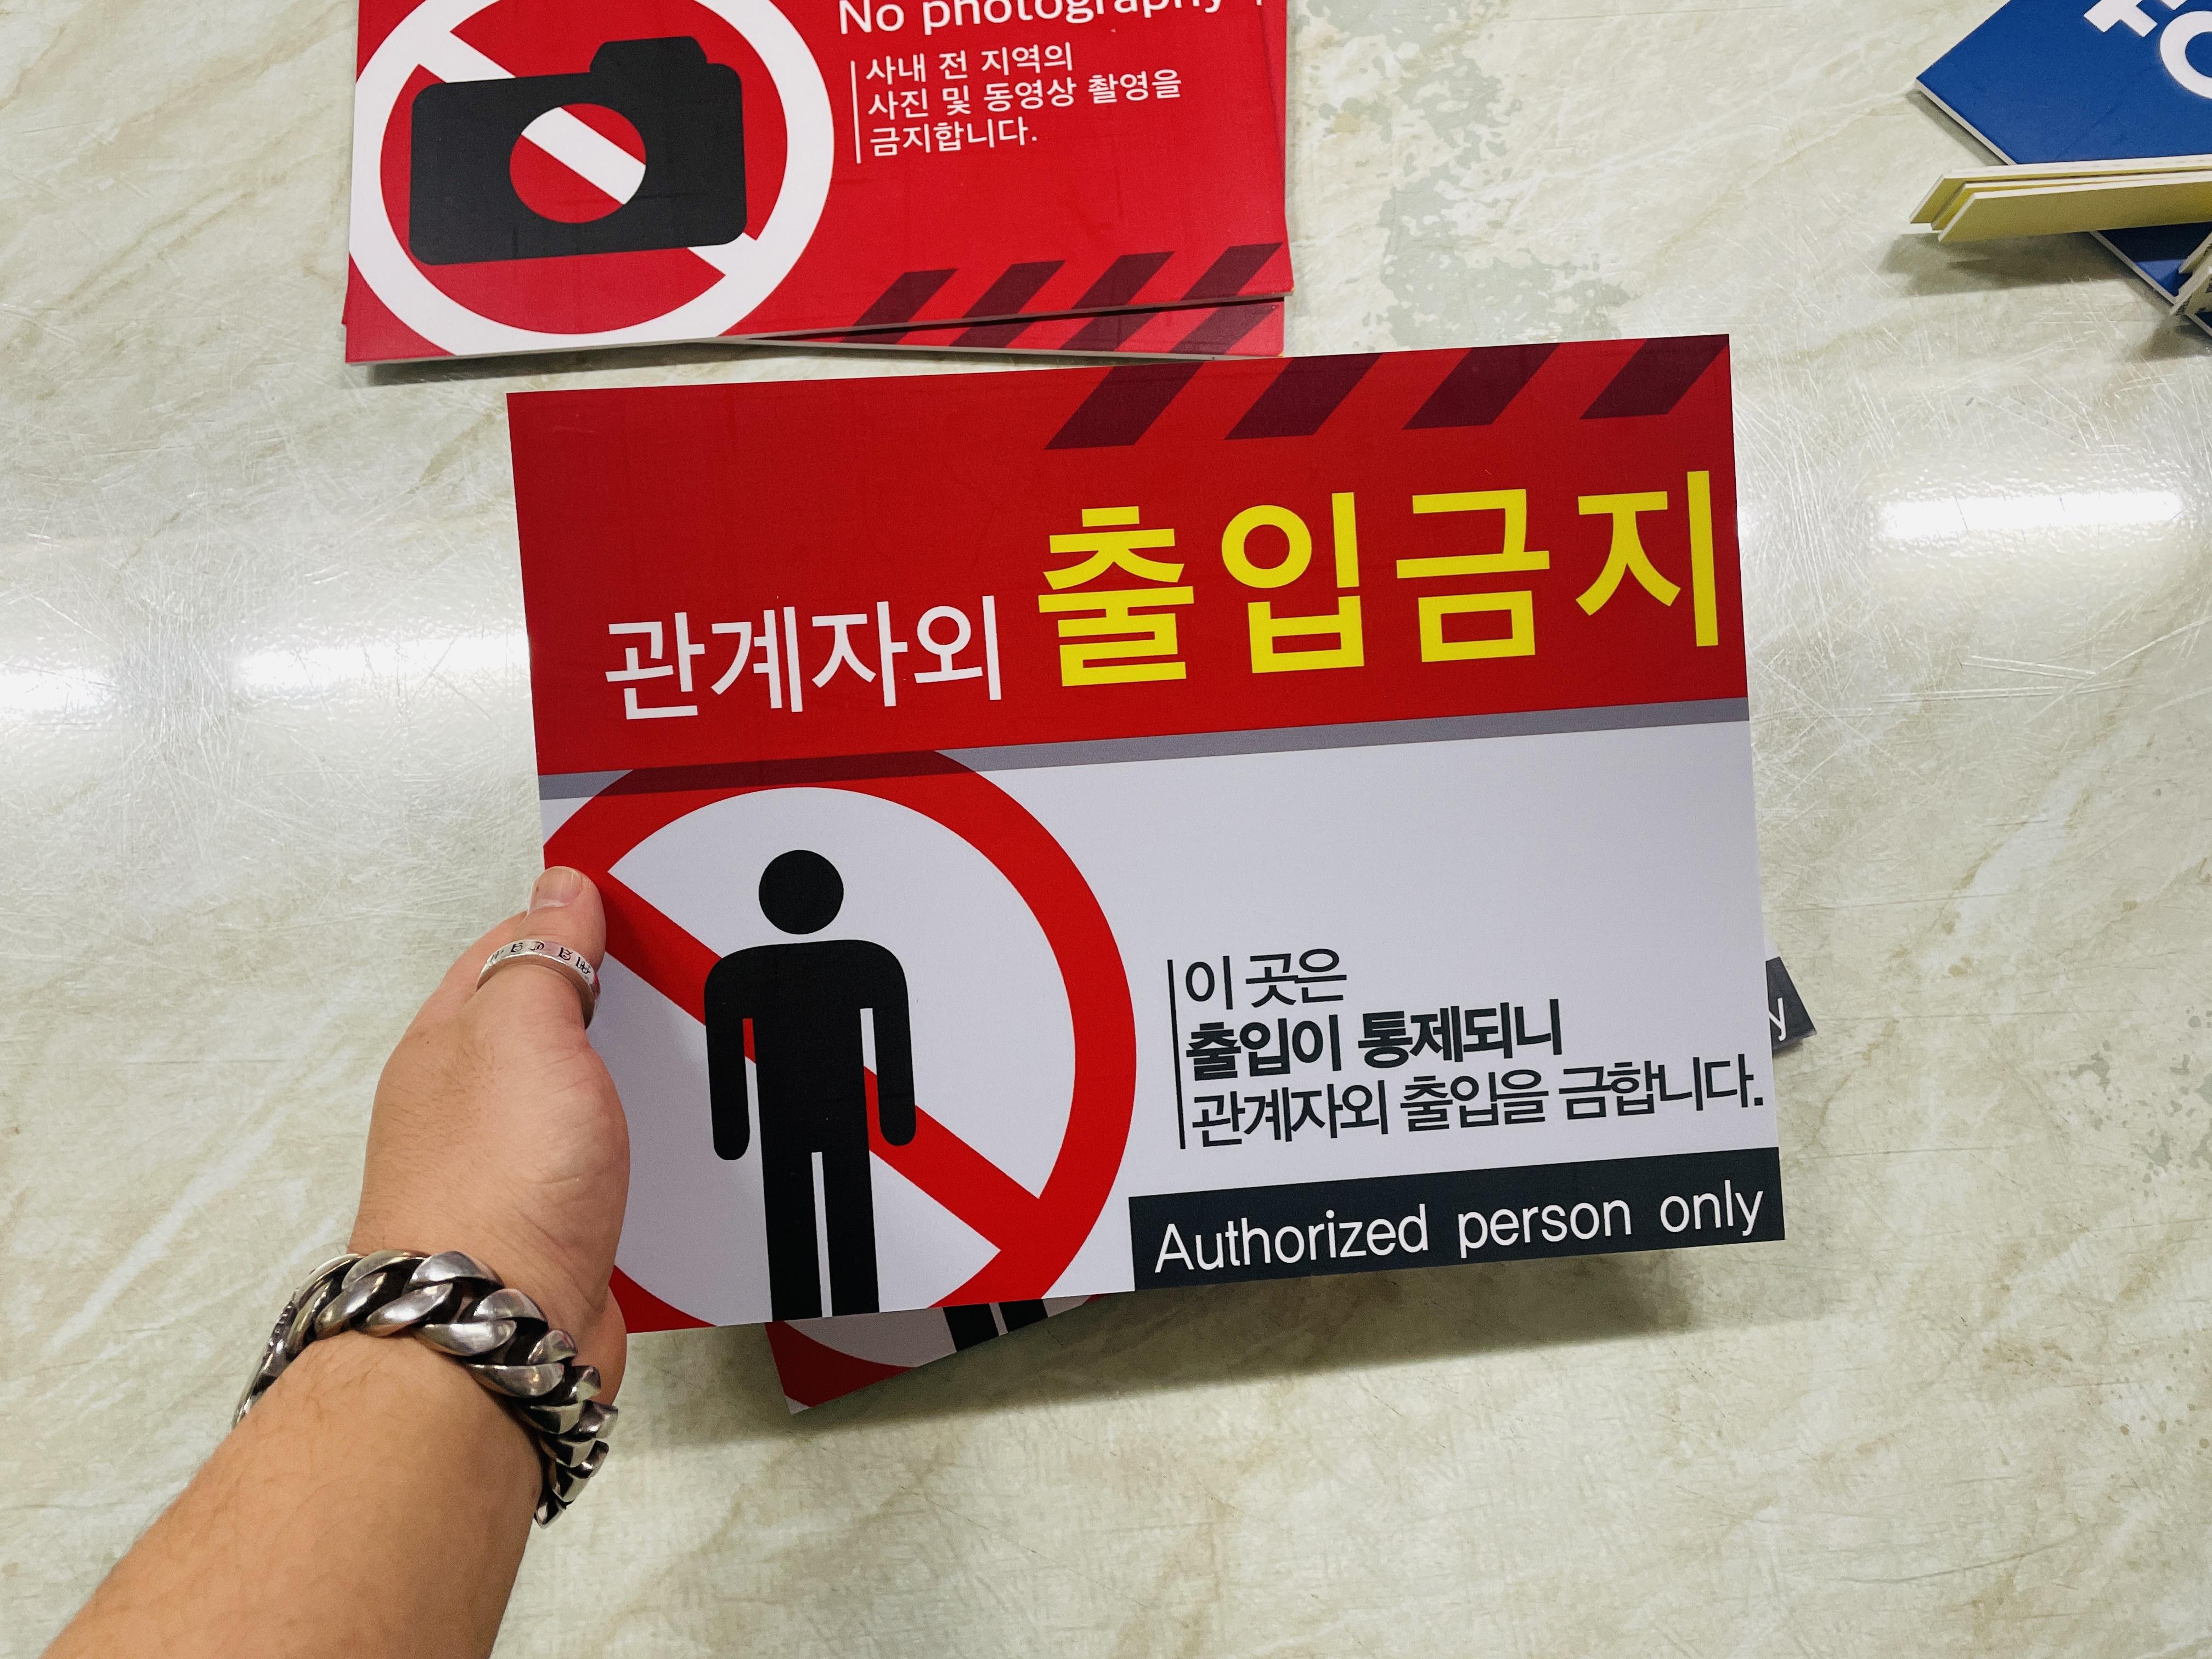 No photography
사내 전 지역의
사진 및 동영상 촬영을
금지합니다.
관계자외 출입금지
이 곳은
출입이 통제되니
관계자외 출입을 금합니다.
Authorized person only
y